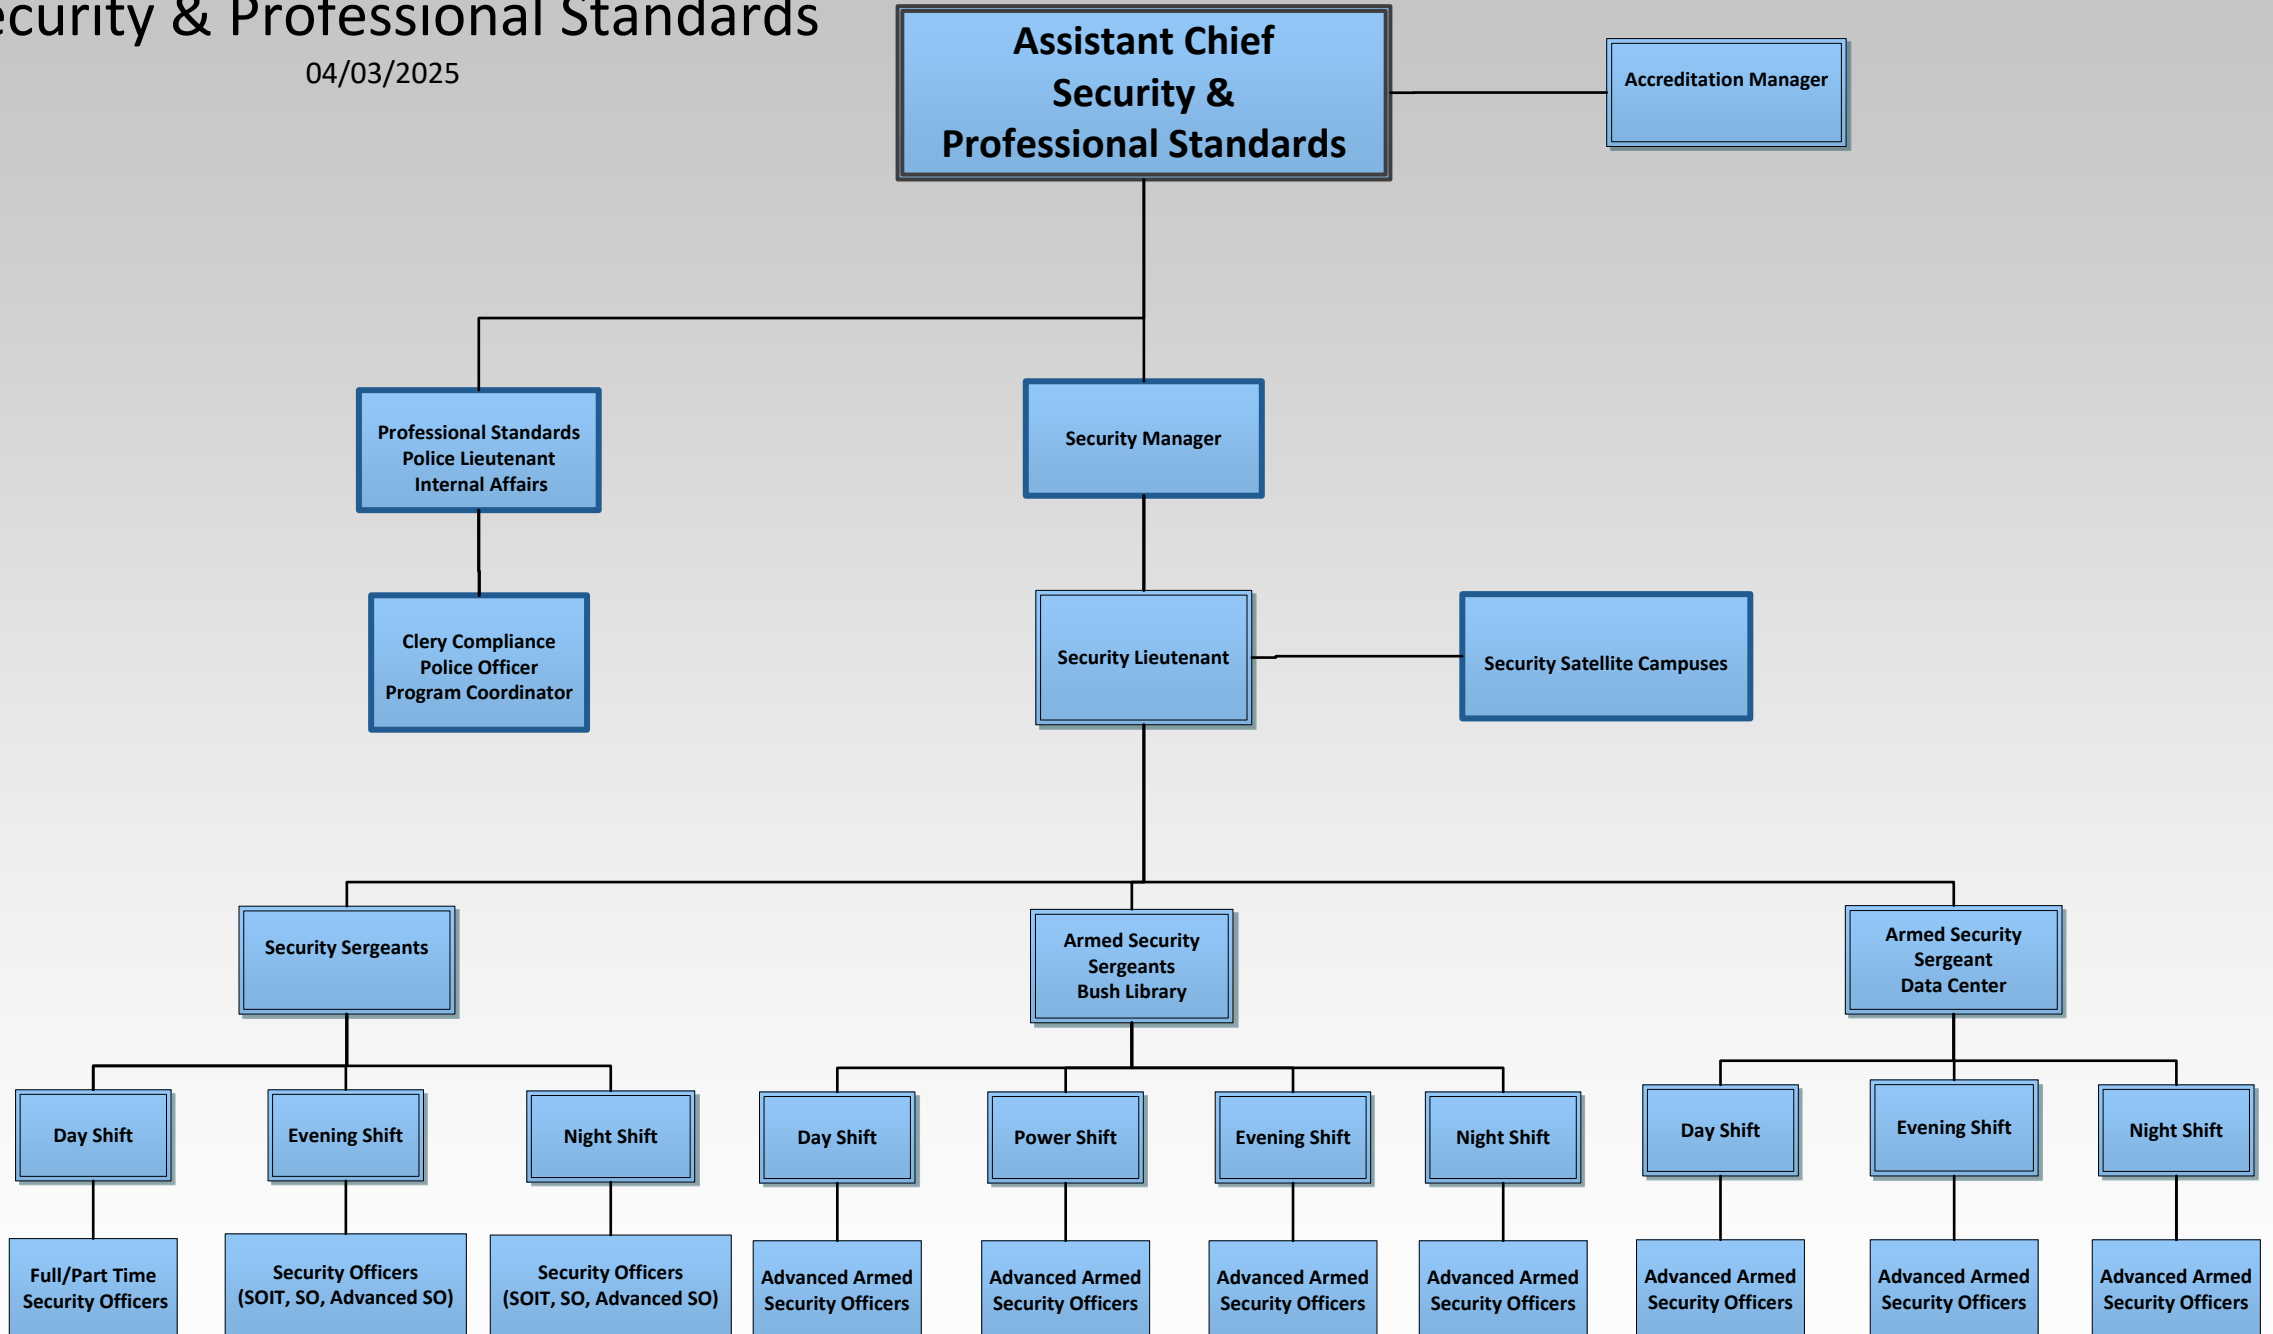 ecurity & Professional Standards
04/03/2025
Assistant Chief
Security &
Professional Standards
Accreditation Manager
Professional Standards
Police Lieutenant
Internal Affairs
Security Manager
Clery Compliance
Police Officer
Program Coordinator
Security Lieutenant
Security Satellite Campuses
Security Sergeants
Armed Security
Sergeants
Bush Library
Armed Security
Sergeant
Data Center
Day Shift
Evening Shift
Night Shift
Day Shift
Power Shift
Evening Shift
Night Shift
Day Shift
Evening Shift
Night Shift
Full/Part Time
Security Officers
Security Officers
(SOIT, SO, Advanced SO)
Security Officers
(SOIT, SO, Advanced SO)
Advanced Armed
Security Officers
Advanced Armed
Security Officers
Advanced Armed
Security Officers
Advanced Armed
Security Officers
Advanced Armed
Security Officers
Advanced Armed
Security Officers
Advanced Armed
Security Officers